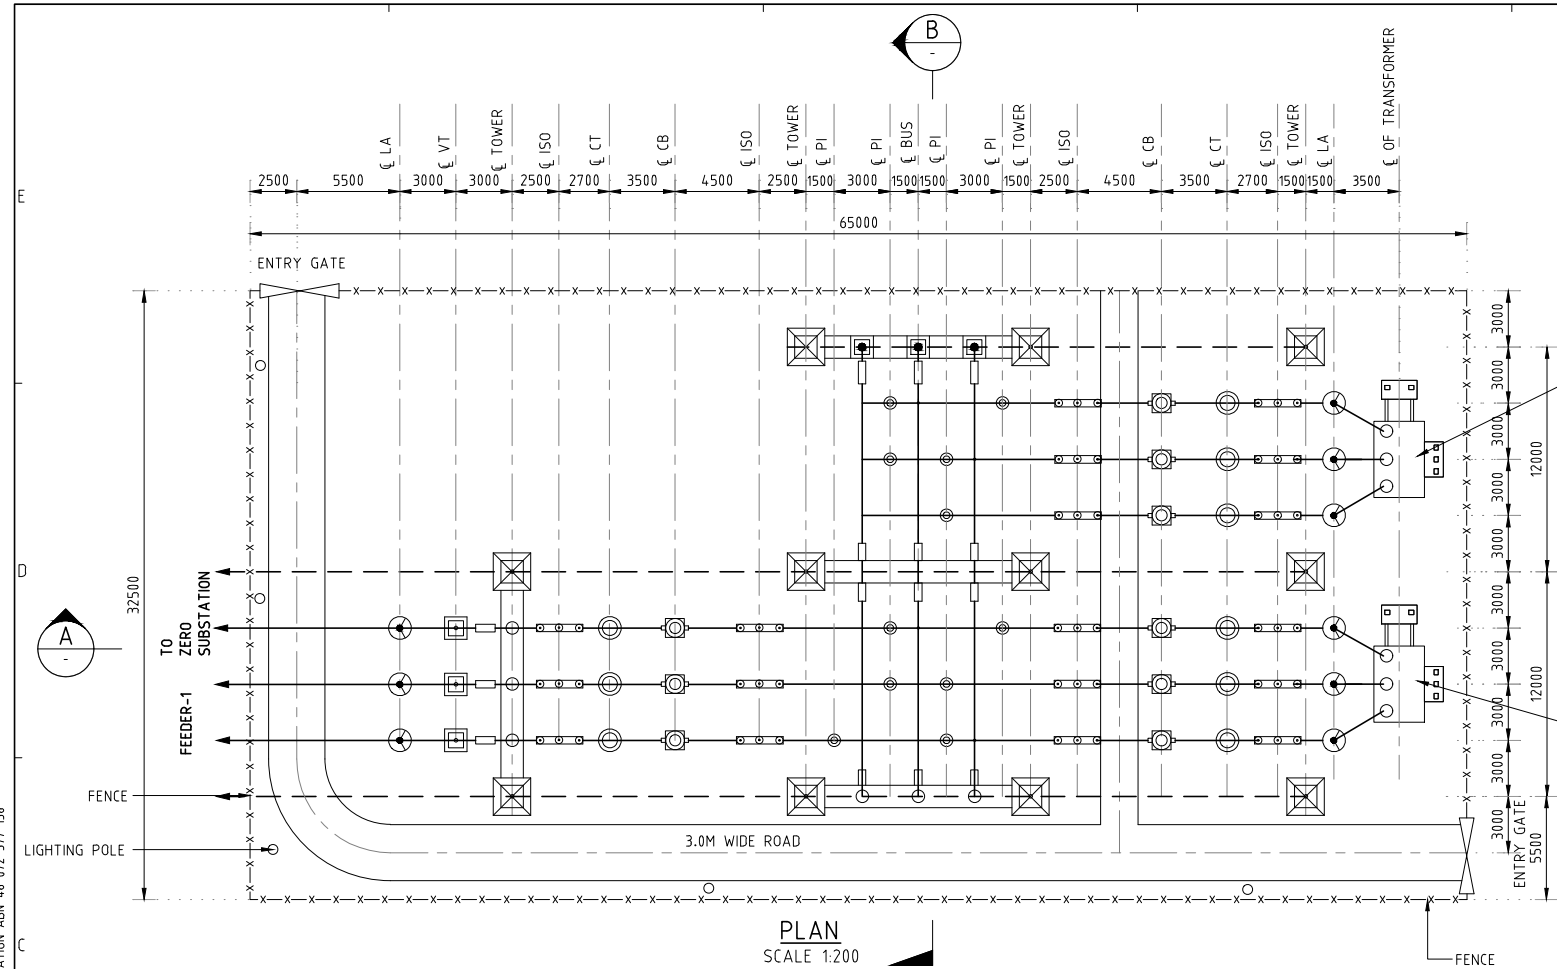 B
-
℄ LA
℄ VT
℄ TOWER
℄ ISO
℄ CT
℄ CB
℄ ISO
℄ TOWER
℄ PI
℄ PI
℄ BUS
℄ PI
℄ PI
℄ TOWER
℄ ISO
℄ CB
℄ CT
℄ ISO
℄ TOWER
℄ LA
℄ OF TRANSFORMER
2500 5500 3000 3000 2500 2700 3500 4500 2500 1500 3000 1500 1500 3000 1500 2500 4500 3500 2700 1500 1500 3500
E
65000
ENTRY GATE
3000
3000
3000
3000
3000
12000
D
32500
TO
ZERO
SUBSTATION
A
-
FEEDER-1
3000
3000
3000
3000
12000
3000
FENCE
LIGHTING POLE
3.0M WIDE ROAD
ENTRY GATE
5500
PLAN
SCALE 1:200
C
FENCE